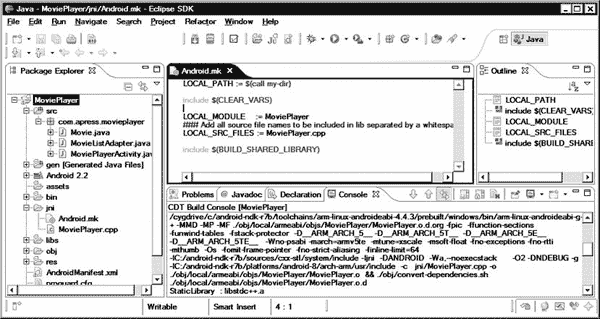 Java - MoviePlayer/jni/Android.mk - Eclipse SDK
File Edit Run Navigate Search Project Refactor Window Help
Java
Package Explorer
MoviePlayer
src
com.apress.movieplayer
Movie.java
MovieListAdapter.java
MoviePlayerActivity.j
gen [Generated Java Files]
Android 2.2
assets
bin
jni
Android.mk
MoviePlayer.cpp
libs
obj
res
AndroidManifest.xml
proguard.cfg
Android.mk
LOCAL_PATH := $(call my-dir)
include $(CLEAR_VARS)
LOCAL_MODULE := MoviePlayer
### Add all source file names to be included in lib separated by a whitespa
LOCAL_SRC_FILES := MoviePlayer.cpp
include $(BUILD_SHARED_LIBRARY)
Outline
LOCAL_PATH
include $(CLEAR_VARS
LOCAL_MODULE
LOCAL_SRC_FILES
include $(BUILD_SHAR
Problems Javadoc Declaration Console
CDT Build Console [MoviePlayer]
/cygdrive/c/android-ndk-r7b/toolchains/arm-linux-androideabi-4.4.3/prebuilt/windows/bin/arm-linux-androideabi-g
+ -MMD -MP -MF ./obj/local/armeabi/objs/MoviePlayer/MoviePlayer.o.d.org -fpic -ffunction-sections
-funwind-tables -fstack-protector -D__ARM_ARCH_5__ -D__ARM_ARCH_5T__ -D__ARM_ARCH_5E__
-D__ARM_ARCH_5TE__ -Wno-psabi -march=armv5te -mtune=xscale -msoft-float -fno-exceptions -fno-rtti
-mthumb -Os -fomit-frame-pointer -fno-strict-aliasing -finline-limit=64
-IC:/android-ndk-r7b/sources/cxx-stl/system/include -Ijni -DANDROID -Wa,--noexecstack -O2 -DNDEBUG -g
-IC:/android-ndk-r7b/platforms/android-8/arch-arm/usr/include -c jni/MoviePlayer.cpp -o
./obj/local/armeabi/objs/MoviePlayer/MoviePlayer.o && ./obj/convert-dependencies.sh
./obj/local/armeabi/objs/MoviePlayer/MoviePlayer.o.d
StaticLibrary : libstdc++.a
Writable Smart Insert 4 : 1